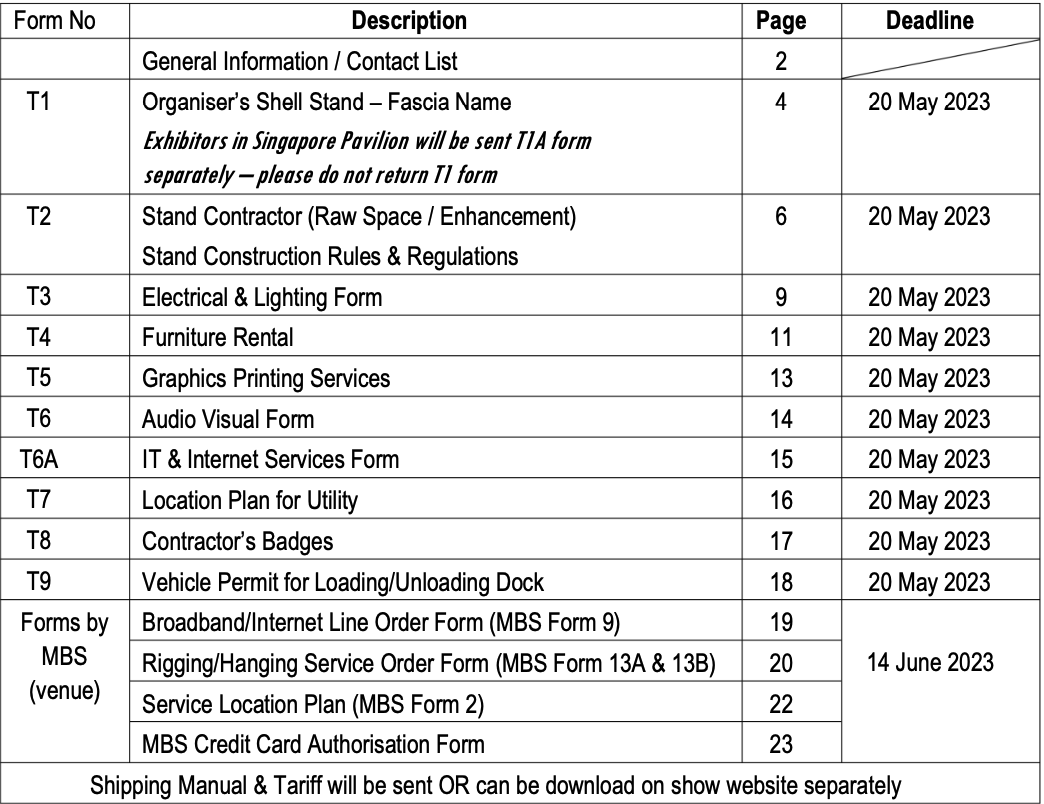 Form No Description Page Deadline
General Information / Contact List 2
T1 Organiser's Shell Stand – Fascia Name 4 20 May 2023
Exhibitors in Singapore Pavilion will be sent T1A form
separately – please do not return T1 form
T2 Stand Contractor (Raw Space / Enhancement) 6 20 May 2023
Stand Construction Rules & Regulations
T3 Electrical & Lighting Form 9 20 May 2023
T4 Furniture Rental 11 20 May 2023
T5 Graphics Printing Services 13 20 May 2023
T6 Audio Visual Form 14 20 May 2023
T6A IT & Internet Services Form 15 20 May 2023
T7 Location Plan for Utility 16 20 May 2023
T8 Contractor's Badges 17 20 May 2023
T9 Vehicle Permit for Loading/Unloading Dock 18 20 May 2023
Forms by
MBS
(venue)
Broadband/Internet Line Order Form (MBS Form 9) 19
Rigging/Hanging Service Order Form (MBS Form 13A & 13B) 20
Service Location Plan (MBS Form 2) 22
MBS Credit Card Authorisation Form 23
14 June 2023
Shipping Manual & Tariff will be sent OR can be download on show website separately